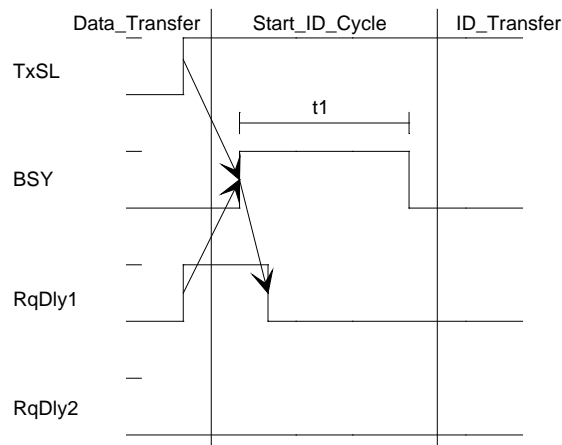 Data_Transfer Start_ID_Cycle ID_Transfer
TxSL
t1
BSY
RqDly1
RqDly2